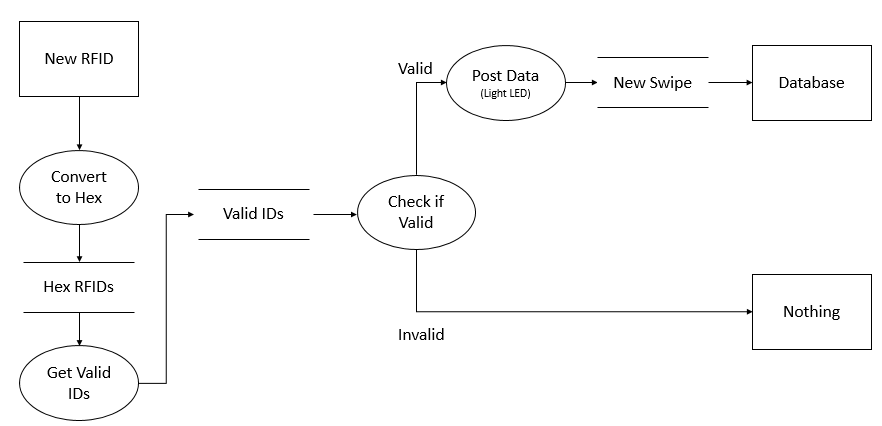 New RFID
Convert
to Hex
Hex RFIDs
Get Valid
IDs
Valid IDs
Check if
Valid
Valid
Post Data
(Light LED)
New Swipe
Database
Invalid
Nothing